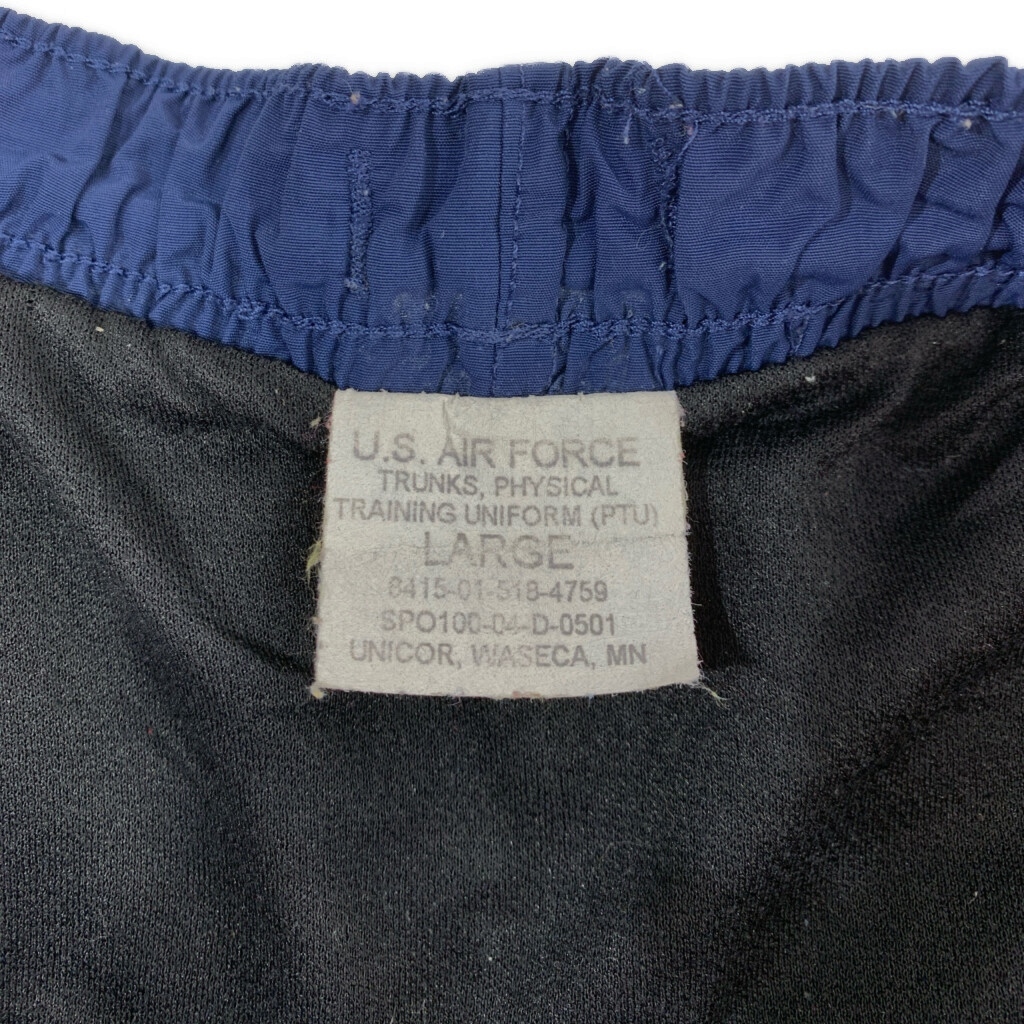 U.S. AIR FORCE
TRUNKS, PHYSICAL
TRAINING UNIFORM (PTU)
LARGE
8415-01-518-4759
SPO100-04-D-0501
UNICOR, WASECA, MN